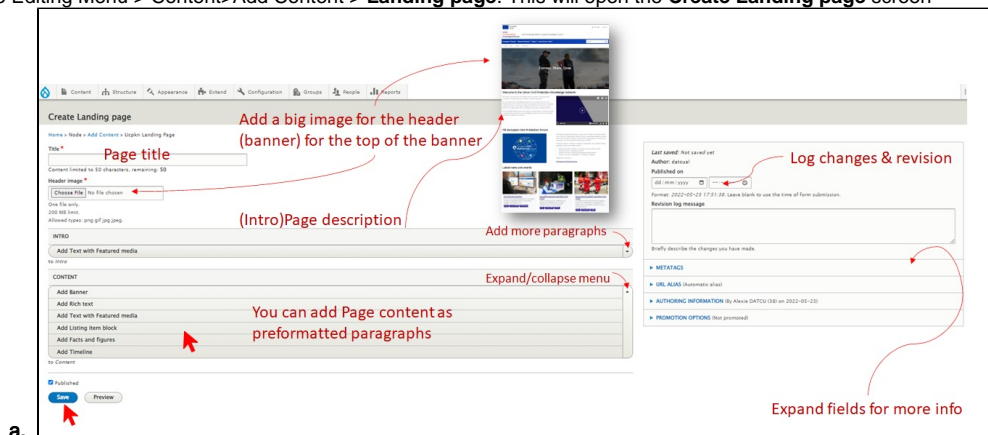 Editing Menu > Content>Add Content > Landing page. This will open the Create Landing page screen
Content Structure Appearance Extend Configuration Groups People Reports
Create Landing page
Home » Node » Add Content » Ucpkn Landing Page
Title *
Page title
Content limited to 50 characters, remaining: 50
Header image *
Choose File No file chosen
One file only.
200 MB limit.
Allowed types: png gif jpg jpeg.
Add a big image for the header
(banner) for the top of the banner
(Intro)Page description
INTRO
Add more paragraphs
Add Text with Featured media
to Intro
CONTENT
Expand/collapse menu
Add Banner
Add Rich text
Add Text with Featured media
Add Listing item block
Add Facts and figures
Add Timeline
to Content
You can add Page content as
preformatted paragraphs
Published
Save Preview
Last saved: Not saved yet
Author: datcual
Published on
dd/mm/yyyy
Log changes & revision
Format: 2022-05-23 17:51:38. Leave blank to use the time of form submission.
Revision log message
Briefly describe the changes you have made.
METATAGS
URL ALIAS (Automatic alias)
AUTHORING INFORMATION (By Alexie DATCU (38) on 2022-05-23)
PROMOTION OPTIONS (Not promoted)
Expand fields for more info
a.